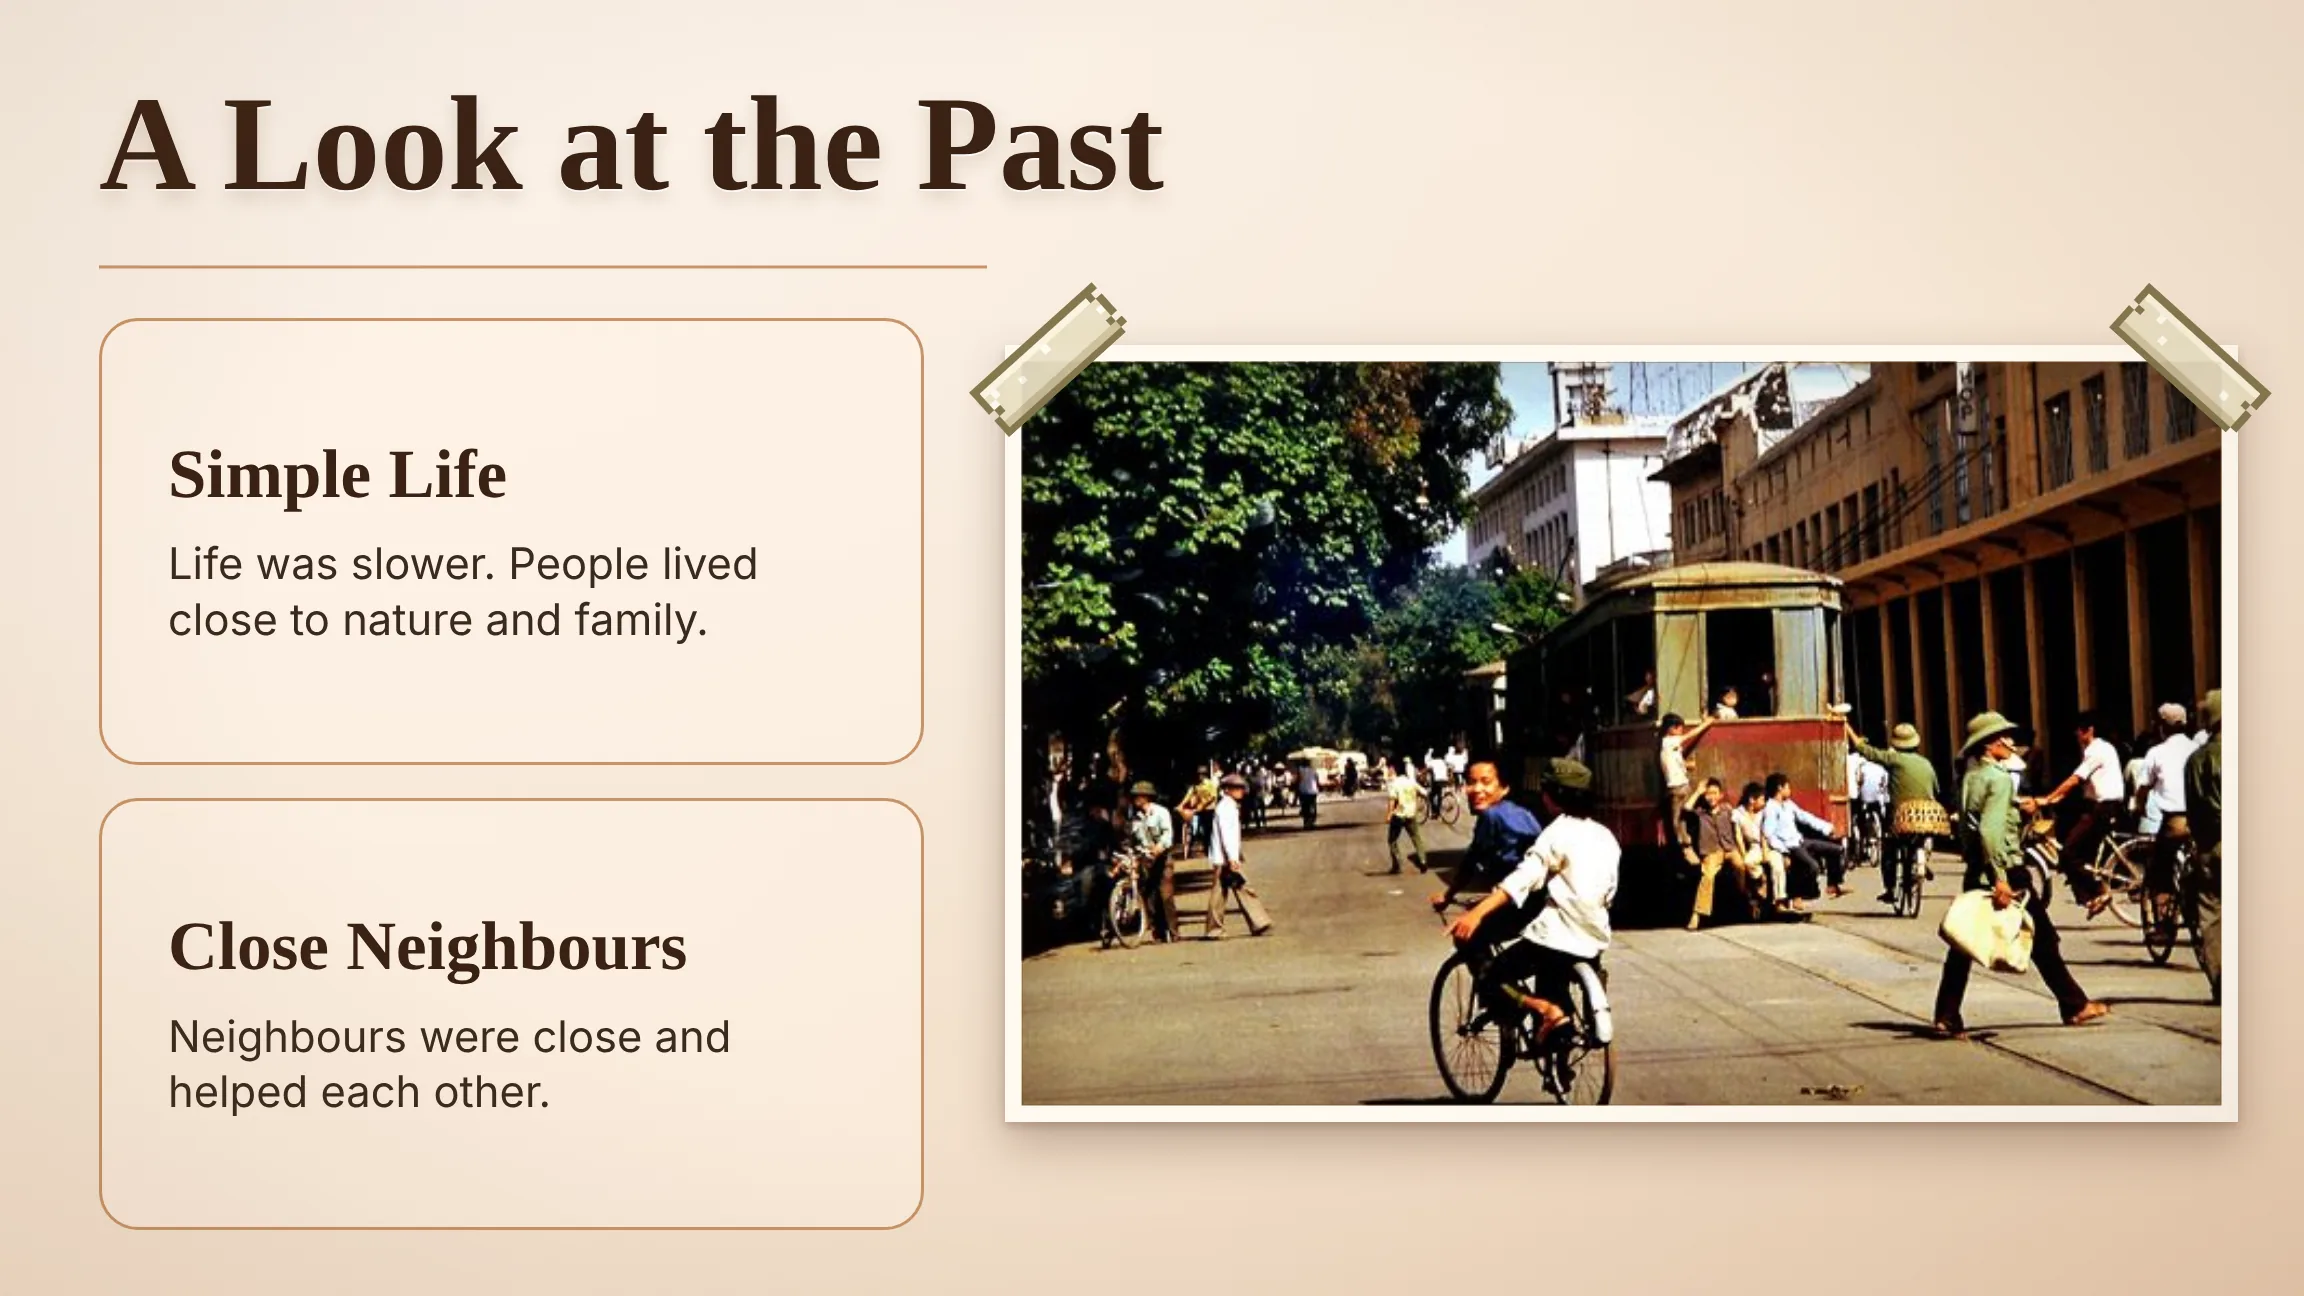 A Look at the Past
Simple Life
Life was slower. People lived
close to nature and family.
Close Neighbours
Neighbours were close and
helped each other.